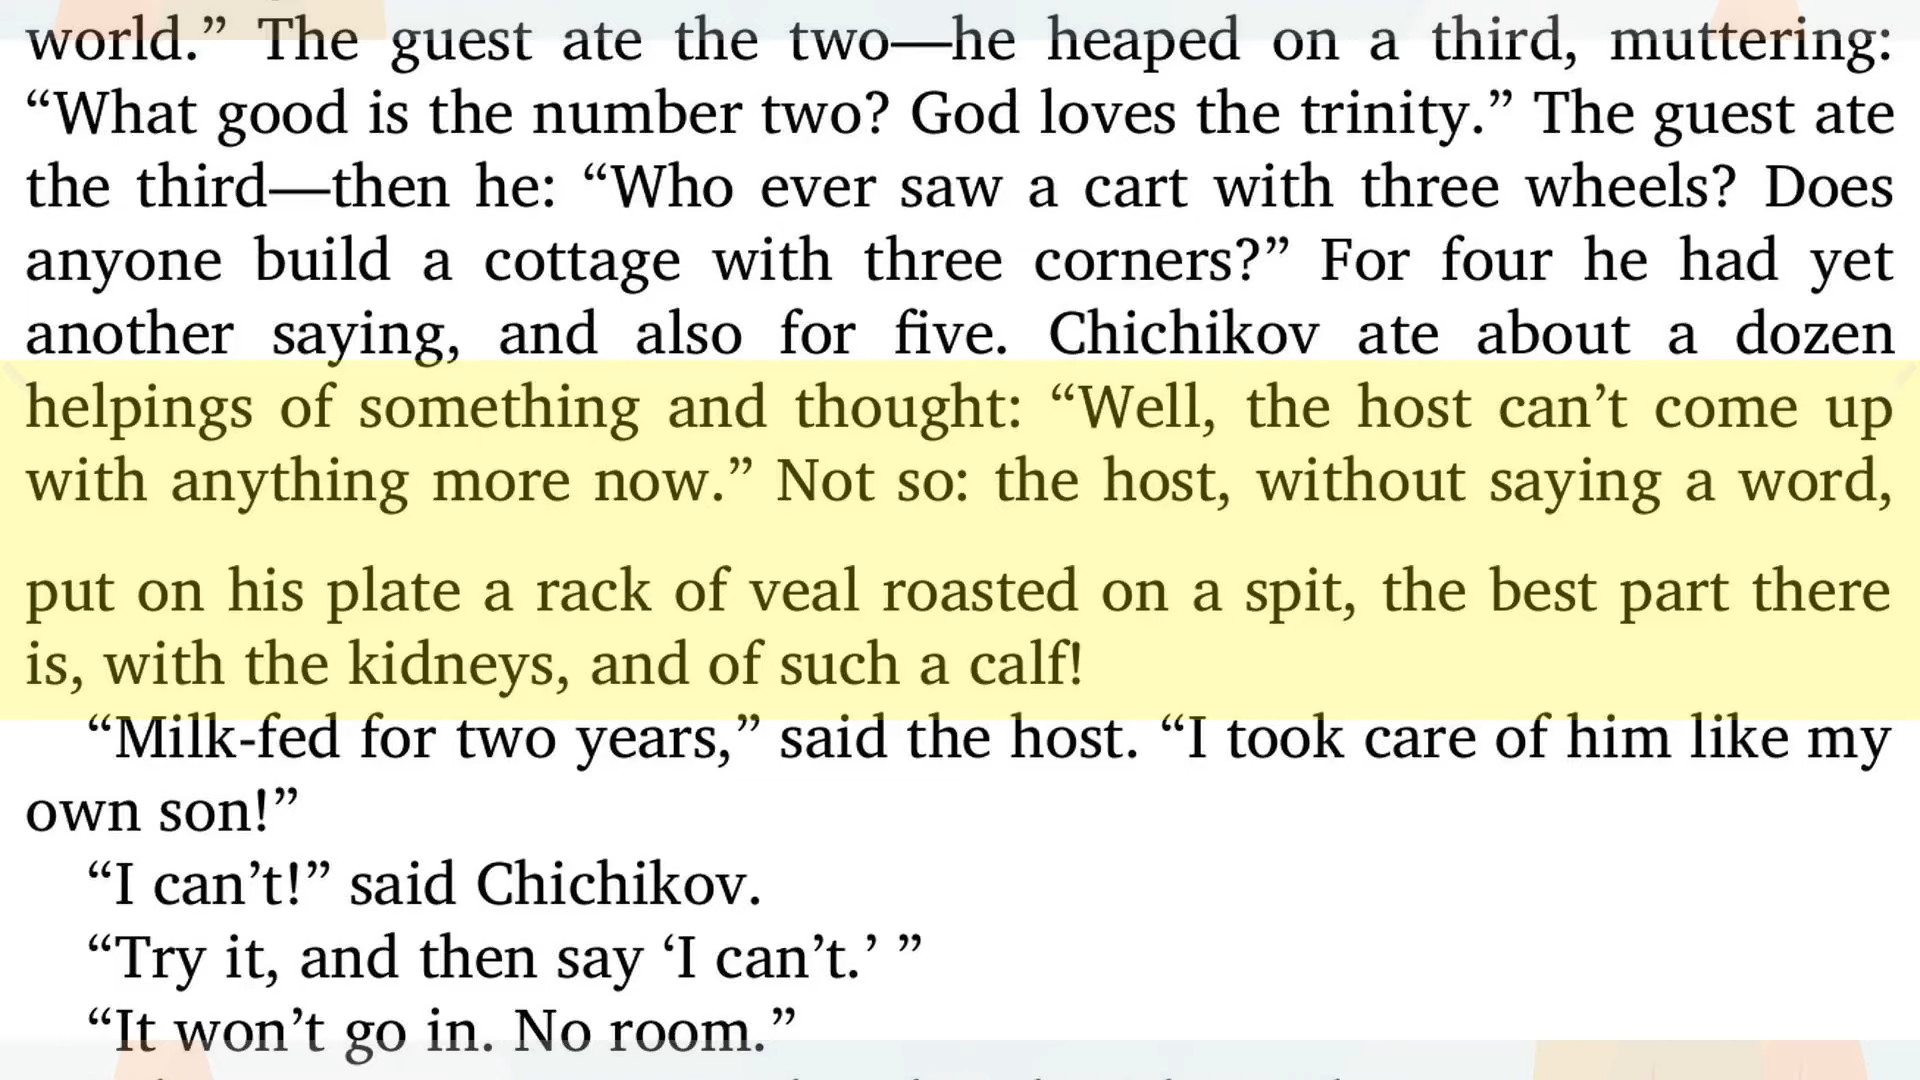 world.” The guest ate the two—he heaped on a third, muttering:
“What good is the number two? God loves the trinity.” The guest ate
the third—then he: “Who ever saw a cart with three wheels? Does
anyone build a cottage with three corners?” For four he had yet
another saying, and also for five. Chichikov ate about a dozen
helpings of something and thought: “Well, the host can’t come up
with anything more now.” Not so: the host, without saying a word,
put on his plate a rack of veal roasted on a spit, the best part there
is, with the kidneys, and of such a calf!
“Milk-fed for two years,” said the host. “I took care of him like my
own son!”
“I can’t!” said Chichikov.
“Try it, and then say ‘I can’t.’ ”
“It won’t go in. No room.”